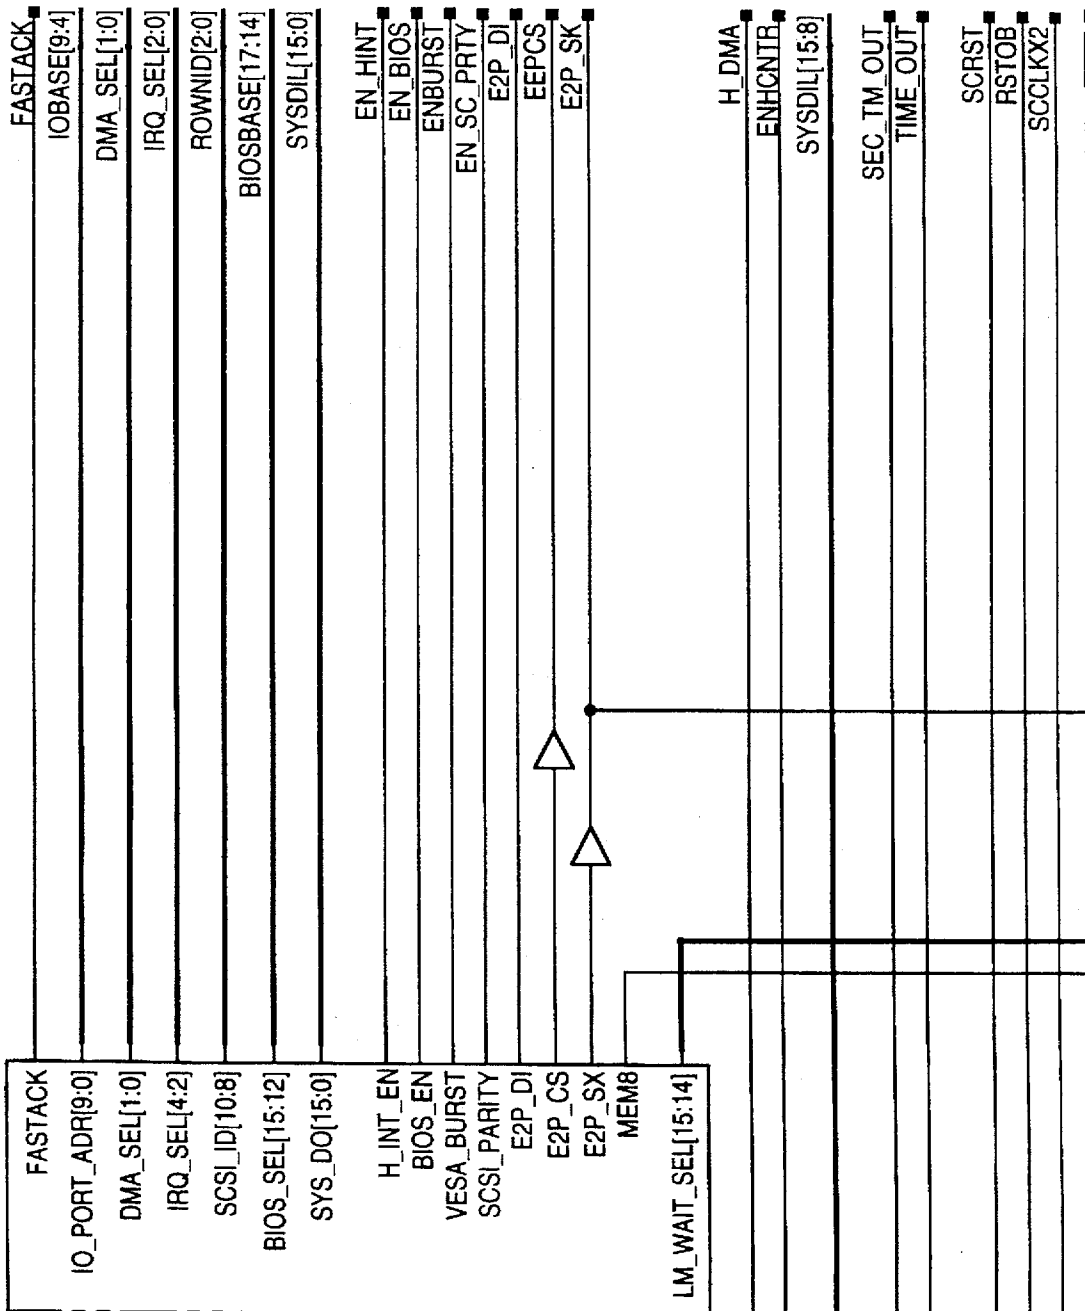 FASTACK
IOBASE[9:4]
DMA_SEL[1:0]
IRQ_SEL[2:0]
ROWNID[2:0]
BIOSBASE[17:14]
SYSDIL[15:0]
EN_HINT
EN_BIOS
ENBURST
EN_SC_PRTY
E2P_DI
EEPCS
E2P_SK
H_DMA
ENHCNTR
SYSDIL[15:8]
SEC_TM_OUT
TIME_OUT
SCRST
RSTOB
SCCLKX2
FASTACK
IO_PORT_ADR[9:0]
DMA_SEL[1:0]
IRQ_SEL[4:2]
SCSI_ID[10:8]
BIOS_SEL[15:12]
SYS_DO[15:0]
H_INT_EN
BIOS_EN
VESA_BURST
SCSI_PARITY
E2P_DI
E2P_CS
E2P_SX
MEM8
LM_WAIT_SEL[15:14]